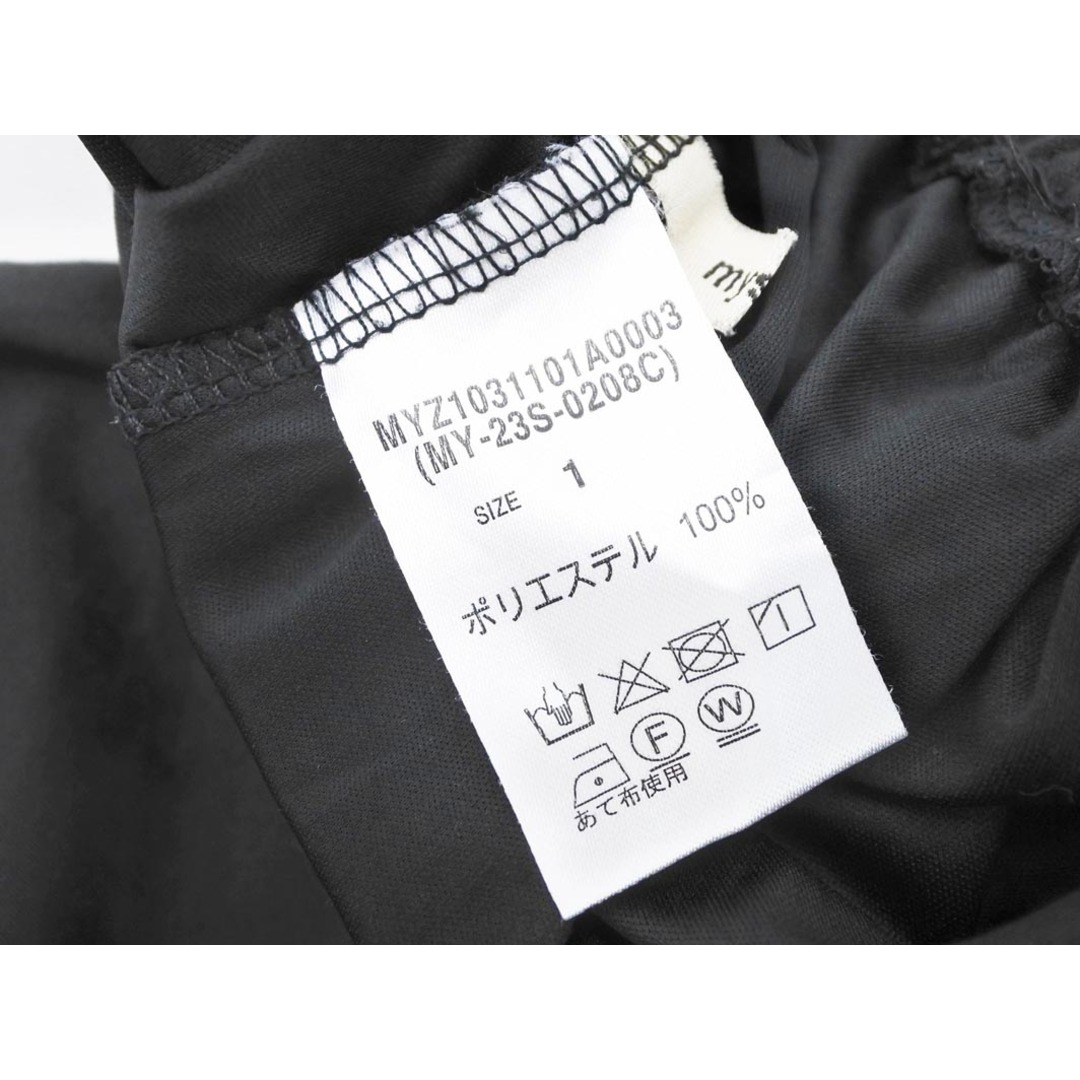 MYZ1031101A0003
(MY-23S-0208C)
SIZE 1
ポリエステル 100%
F W
あて布使用